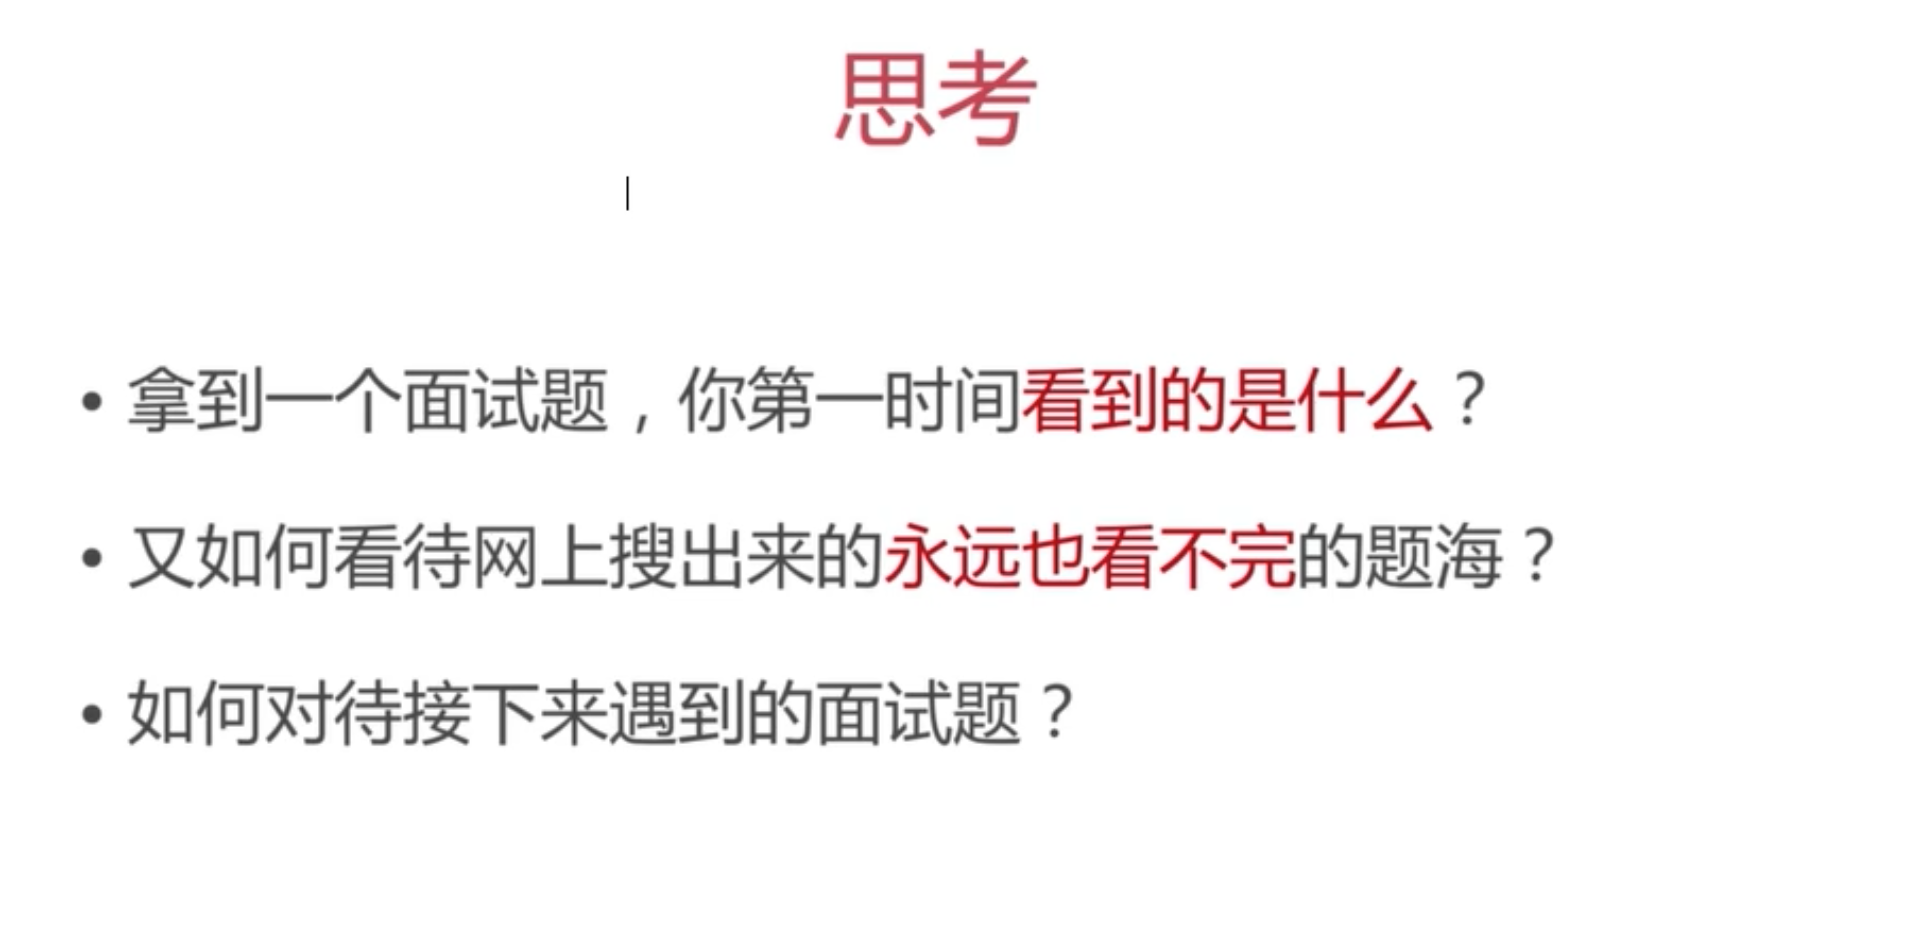 思考
• 拿到一个面试题，你第一时间看到的是什么？
• 又如何看待网上搜出来的永远也看不完的题海？
• 如何对待接下来遇到的面试题？